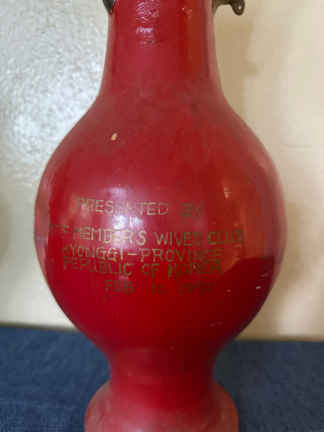 PRESENTED BY
MEMBER'S WIVES CLUB
KYONGGI-PROVINCE
REPUBLIC OF KOREA
FEB